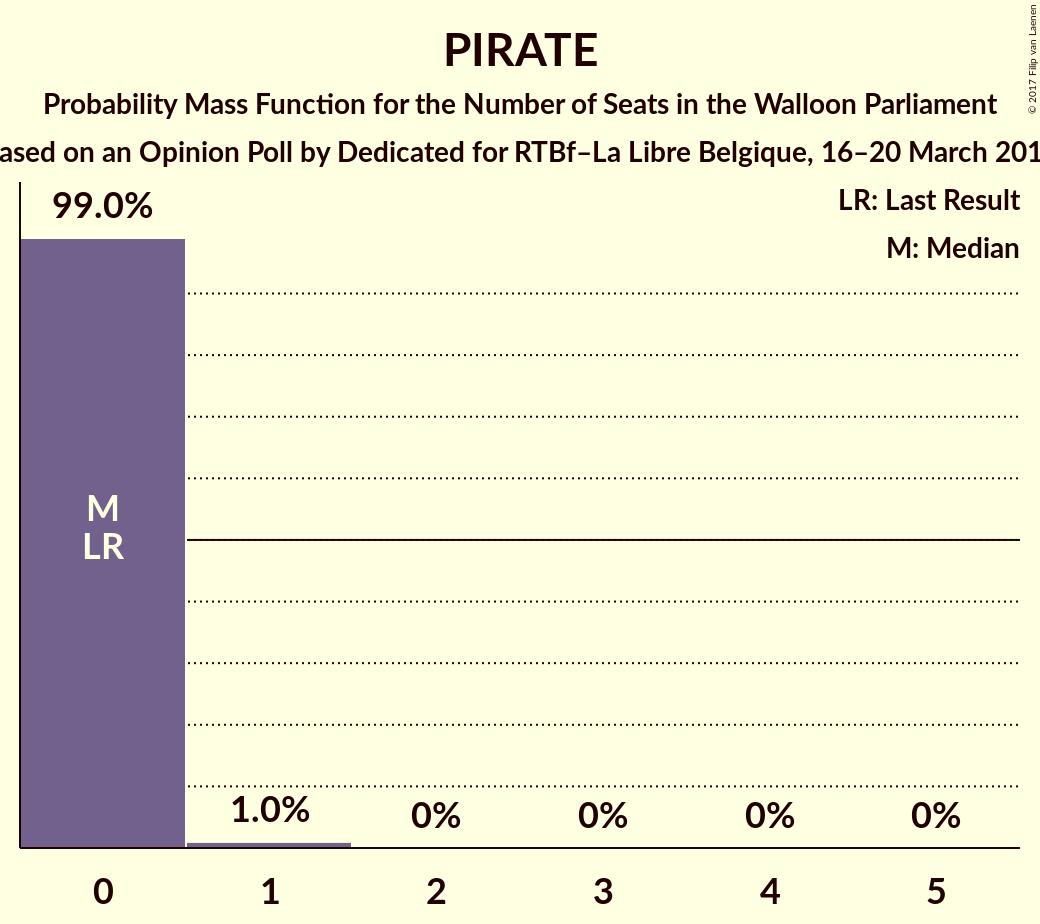 PIRATE
Probability Mass Function for the Number of Seats in the Walloon Parliament
ased on an Opinion Poll by Dedicated for RTBf–La Libre Belgique, 16–20 March 201
LR: Last Result
M: Median
99.0%
M
LR
1.0%
0%
0%
0%
0%
0
1
2
3
4
5
© 2017 Filip van Laenen